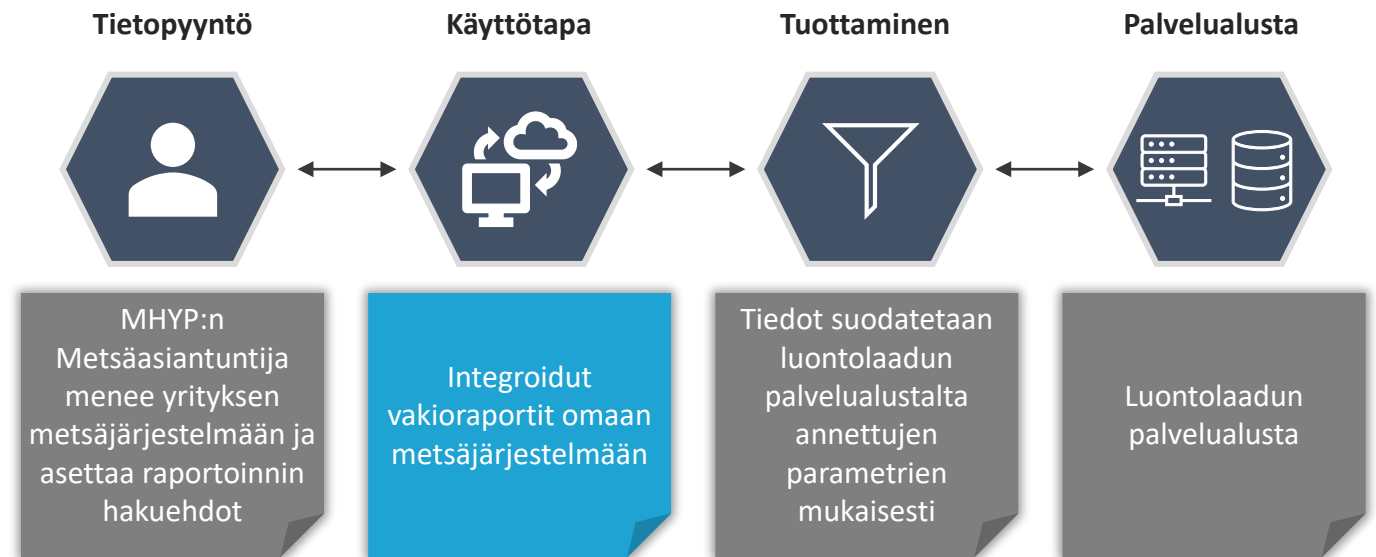 Tietopyyntö
Käyttötapa
Tuottaminen
Palvelualusta
MHYP:n
Metsäasiantuntija
menee yrityksen
metsäjärjestelmään ja
asettaa raportoinnin
hakuehdot
Integroidut
vakioraportit omaan
metsäjärjestelmään
Tiedot suodatetaan
luontolaadun
palvelualustalta
annettujen
parametrien
mukaisesti
Luontolaadun
palvelualusta